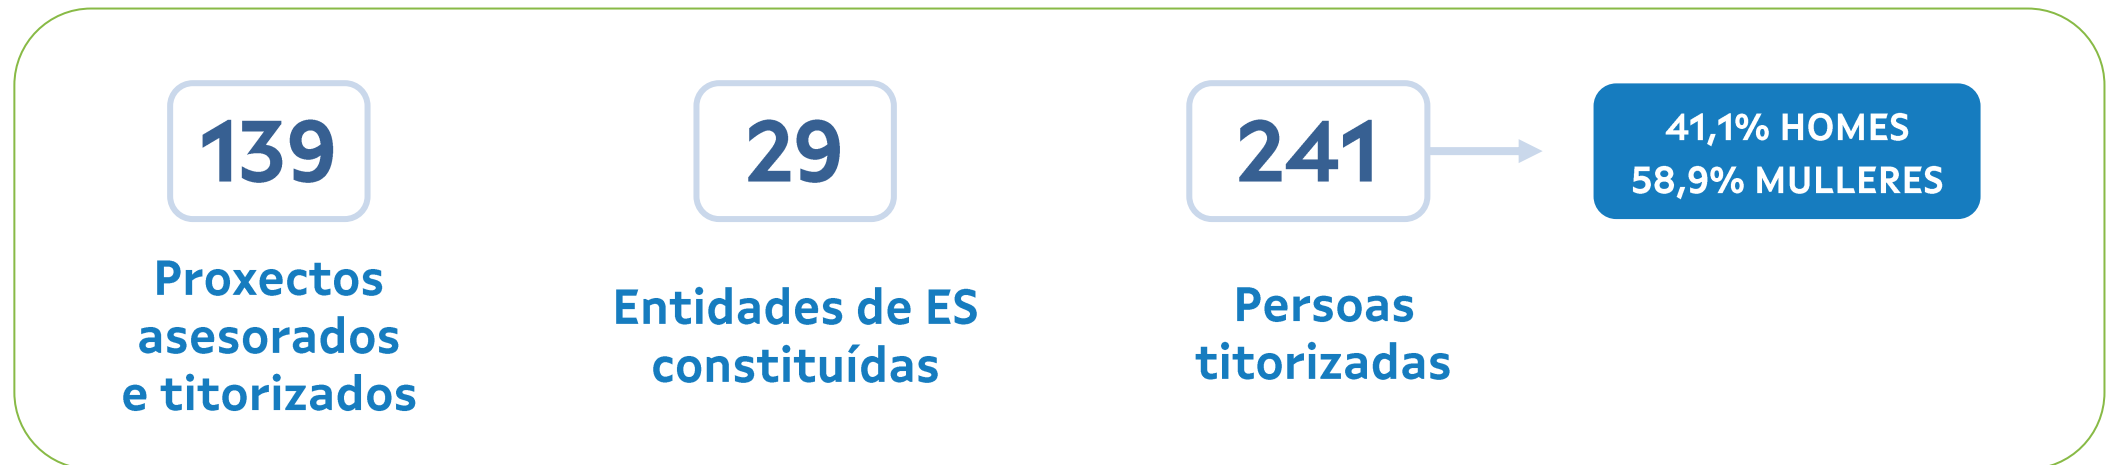 139
Proxectos
asesorados
e titorizados
29
Entidades de ES
constituídas
241
Persoas
titorizadas
41,1% HOMES
58,9% MULLERES